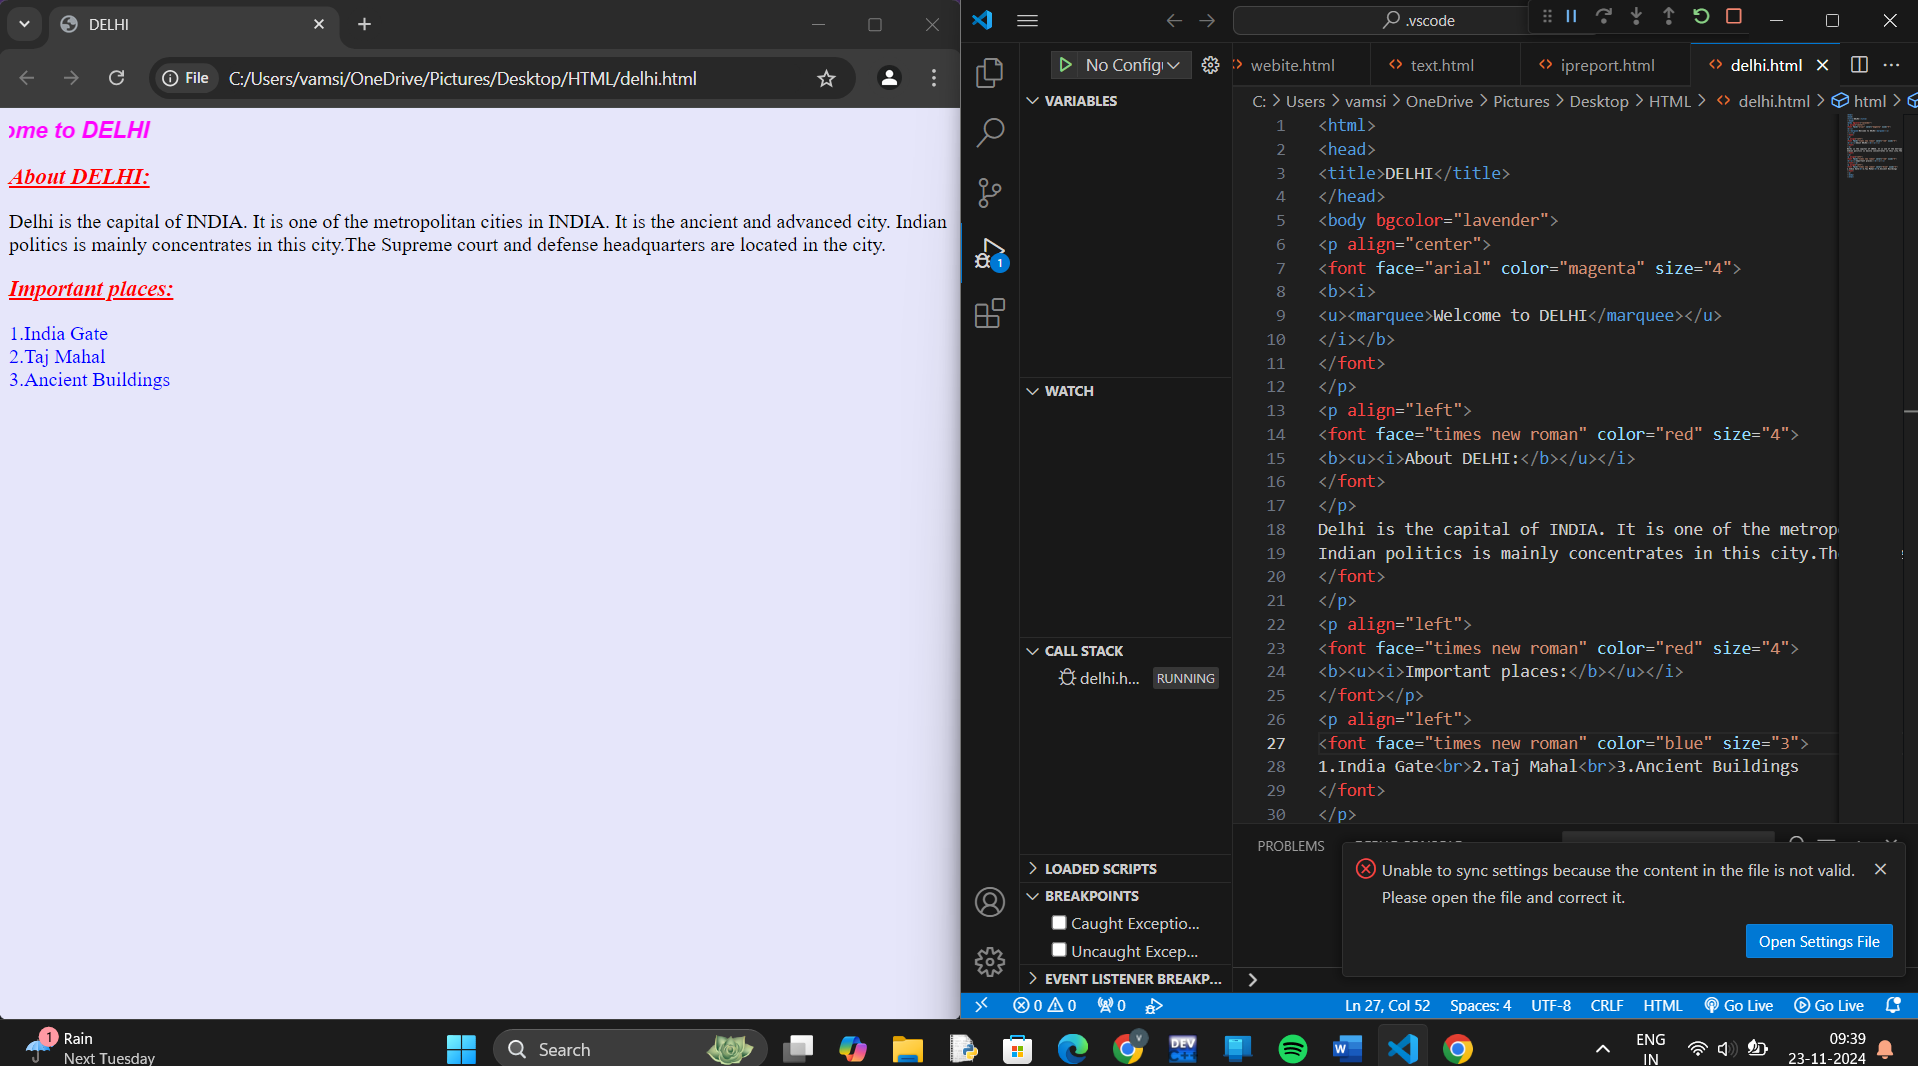 DELHI
File
C:/Users/vamsi/OneDrive/Pictures/Desktop/HTML/delhi.html
ome to DELHI
About DELHI:
Delhi is the capital of INDIA. It is one of the metropolitan cities in INDIA. It is the ancient and advanced city. Indian
politics is mainly concentrates in this city.The Supreme court and defense headquarters are located in the city.
Important places:
1.India Gate
2.Taj Mahal
3.Ancient Buildings
.vscode
No Config
webite.html
text.html
ipreport.html
delhi.html
C: > Users > vamsi > OneDrive > Pictures > Desktop > HTML > delhi.html > html >
VARIABLES
WATCH
CALL STACK
delhi.h...
RUNNING
LOADED SCRIPTS
BREAKPOINTS
Caught Exceptio...
Uncaught Excep...
EVENT LISTENER BREAKP...
1 <html>
2 <head>
3 <title>DELHI</title>
4 </head>
5 <body bgcolor="lavender">
6 <p align="center">
7 <font face="arial" color="magenta" size="4">
8 <b><i>
9 <u><marquee>Welcome to DELHI</marquee></u>
10 </i></b>
11 </font>
12 </p>
13 <p align="left">
14 <font face="times new roman" color="red" size="4">
15 <b><u><i>About DELHI:</b></u></i>
16 </font>
17 </p>
18 Delhi is the capital of INDIA. It is one of the metrop
19 Indian politics is mainly concentrates in this city.Th
20 </font>
21 </p>
22 <p align="left">
23 <font face="times new roman" color="red" size="4">
24 <b><u><i>Important places:</b></u></i>
25 </font></p>
26 <p align="left">
27 <font face="times new roman" color="blue" size="3">
28 1.India Gate<br>2.Taj Mahal<br>3.Ancient Buildings
29 </font>
30 </p>
PROBLEMS
Unable to sync settings because the content in the file is not valid.
Please open the file and correct it.
Open Settings File
1
0 0 0
Ln 27, Col 52
Spaces: 4
UTF-8
CRLF
HTML
Go Live
Go Live
1
Rain
Next Tuesday
Search
V
DEV
C++
W
ENG
IN
09:39
23-11-2024